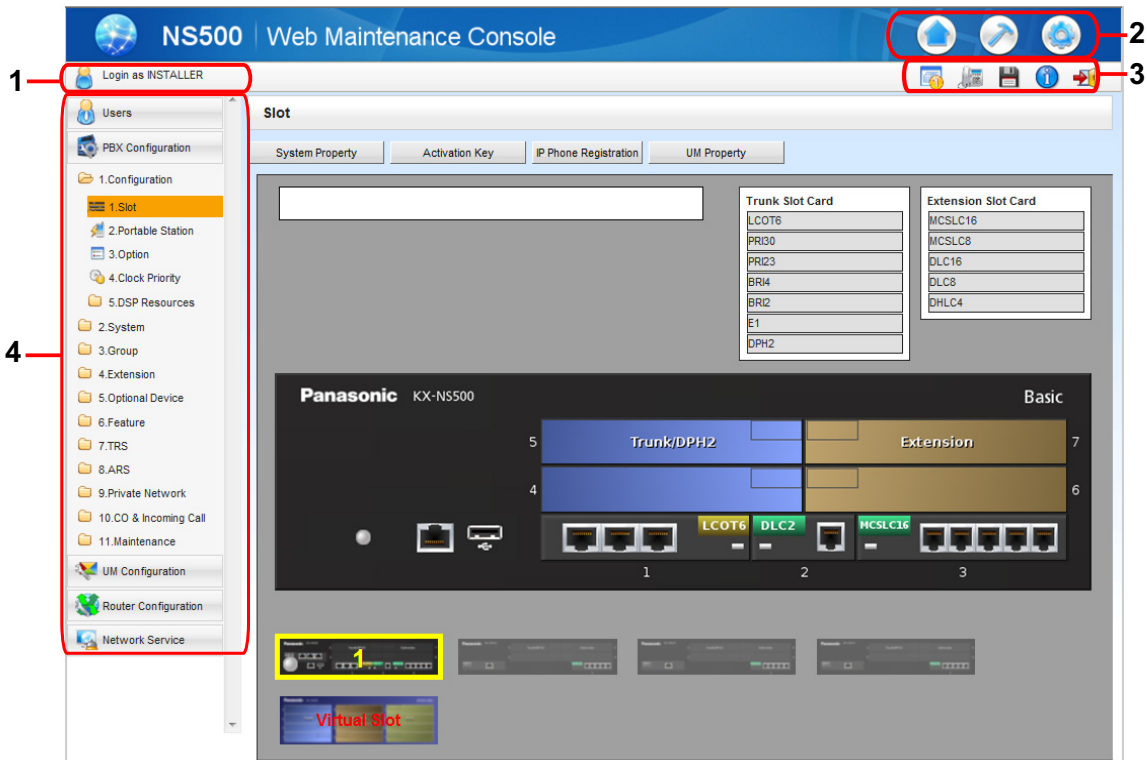 NS500 Web Maintenance Console
2
1
Login as INSTALLER
3
4
Users
PBX Configuration
1.Configuration
1.Slot
2.Portable Station
3.Option
4.Clock Priority
5.DSP Resources
2.System
3.Group
4.Extension
5.Optional Device
6.Feature
7.TRS
8.ARS
9.Private Network
10.CO & Incoming Call
11.Maintenance
UM Configuration
Router Configuration
Network Service
Slot
System Property
Activation Key
IP Phone Registration
UM Property
Trunk Slot Card
LCOT6
PRI30
PRI23
BRI4
BRI2
E1
DPH2
Extension Slot Card
MCSLC16
MCSLC8
DLC16
DLC8
DHLC4
Panasonic KX-NS500
Basic
5
Trunk/DPH2
Extension
7
4
6
LCOT6
DLC2
MCSLC16
1
2
3
1
Virtual Slot